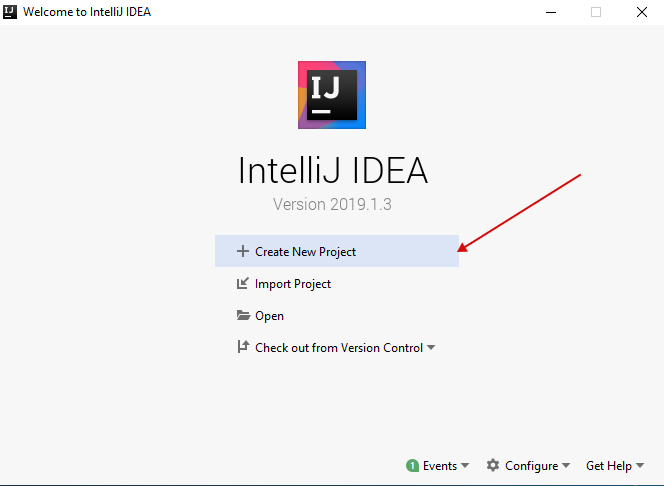 IJ Welcome to IntelliJ IDEA
IJ
IntelliJ IDEA
Version 2019.1.3
Create New Project
Import Project
Open
Check out from Version Control
1 Events Configure Get Help